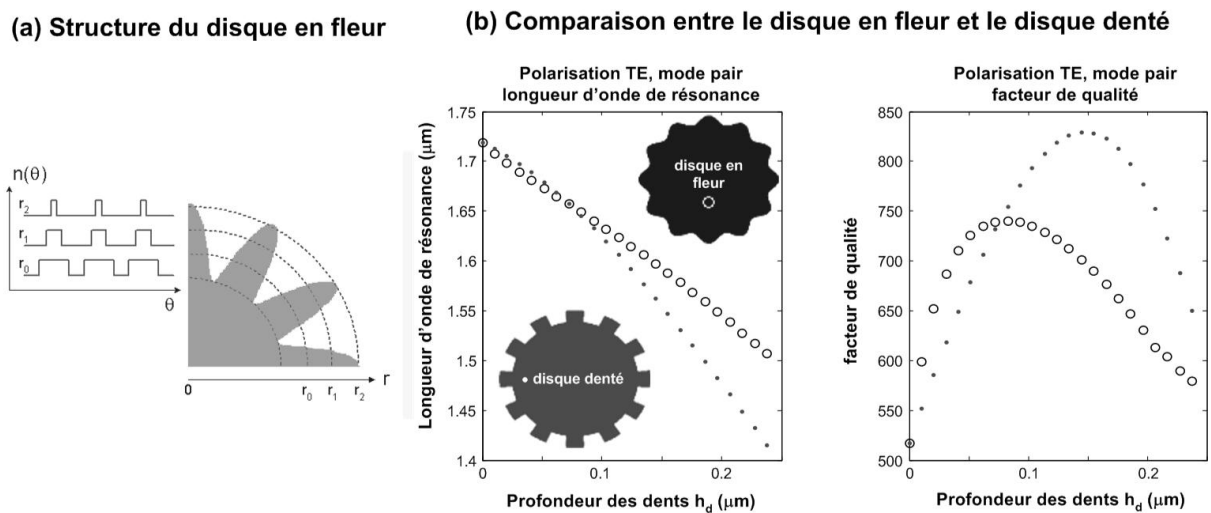 (a) Structure du disque en fleur
n(θ)
r2
r1
r0
θ
0
r0 r1 r2
r
(b) Comparaison entre le disque en fleur et le disque denté
Polarisation TE, mode pair
longueur d'onde de résonance
Longueur d'onde de résonance (μm)
1.75
1.7
1.65
1.6
1.55
1.5
1.45
1.4
disque en
fleur
disque denté
0 0.1 0.2
Profondeur des dents hd (μm)
Polarisation TE, mode pair
facteur de qualité
facteur de qualité
850
800
750
700
650
600
550
500
0 0.1 0.2
Profondeur des dents hd (μm)